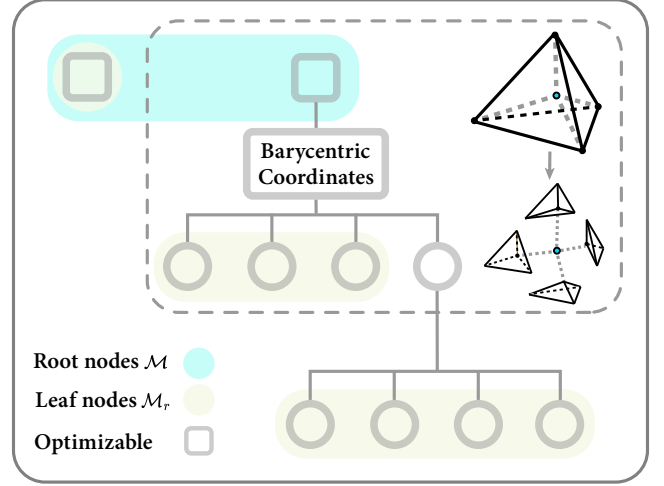 Barycentric
Coordinates
Root nodes ℳ
Leaf nodes ℳᵣ
Optimizable